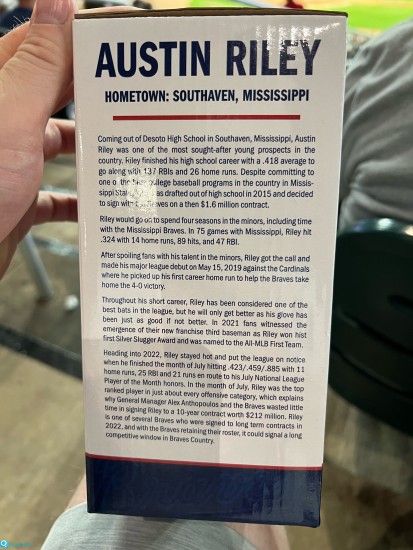 AUSTIN RILEY
HOMETOWN: SOUTHAVEN, MISSISSIPPI
Coming out of Desoto High School in Southaven, Mississippi, Austin
Riley was one of the most sought-after young prospects in the
country. Riley finished his high school career with a .418 average to
go along with 137 RBIs and 26 home runs. Despite committing to
one of the college baseball programs in the country in Missis-
sippi was drafted out of high school in 2015 and decided
to sign on a then $1.6 million contract.
Riley would go on to spend four seasons in the minors, including time
with the Mississippi Braves. In 75 games with Mississippi, Riley hit
.324 with 14 home runs, 89 hits, and 47 RBI.
After spoiling fans with his talent in the minors, Riley got the call and
made his major league debut on May 15, 2019 against the Cardinals
where he picked up his first career home run to help the Braves take
home the 4-0 victory.
Throughout his short career, Riley has been considered one of the
best bats in the league, but he will only get better as his glove has
been just as good if not better. In 2021 fans witnessed the
emergence of their new franchise third baseman as Riley won hist
first Silver Slugger Award and was named to the All-MLB First Team.
Heading into 2022, Riley stayed hot and put the league on notice
when he finished the month of July hitting .423/.459/.885 with 11
home runs, 25 RBI and 21 runs en route to his July National League
Player of the Month honors. In the month of July, Riley was the top
ranked player in just about every offensive category, which explains
why General Manager Alex Anthopoulos and the Braves wasted little
time in signing Riley to a 10-year contract worth $212 million. Riley
is one of several Braves who were signed to long term contracts in
2022, and with the Braves retaining their roster, it could signal a long
competitive window in Braves Country.